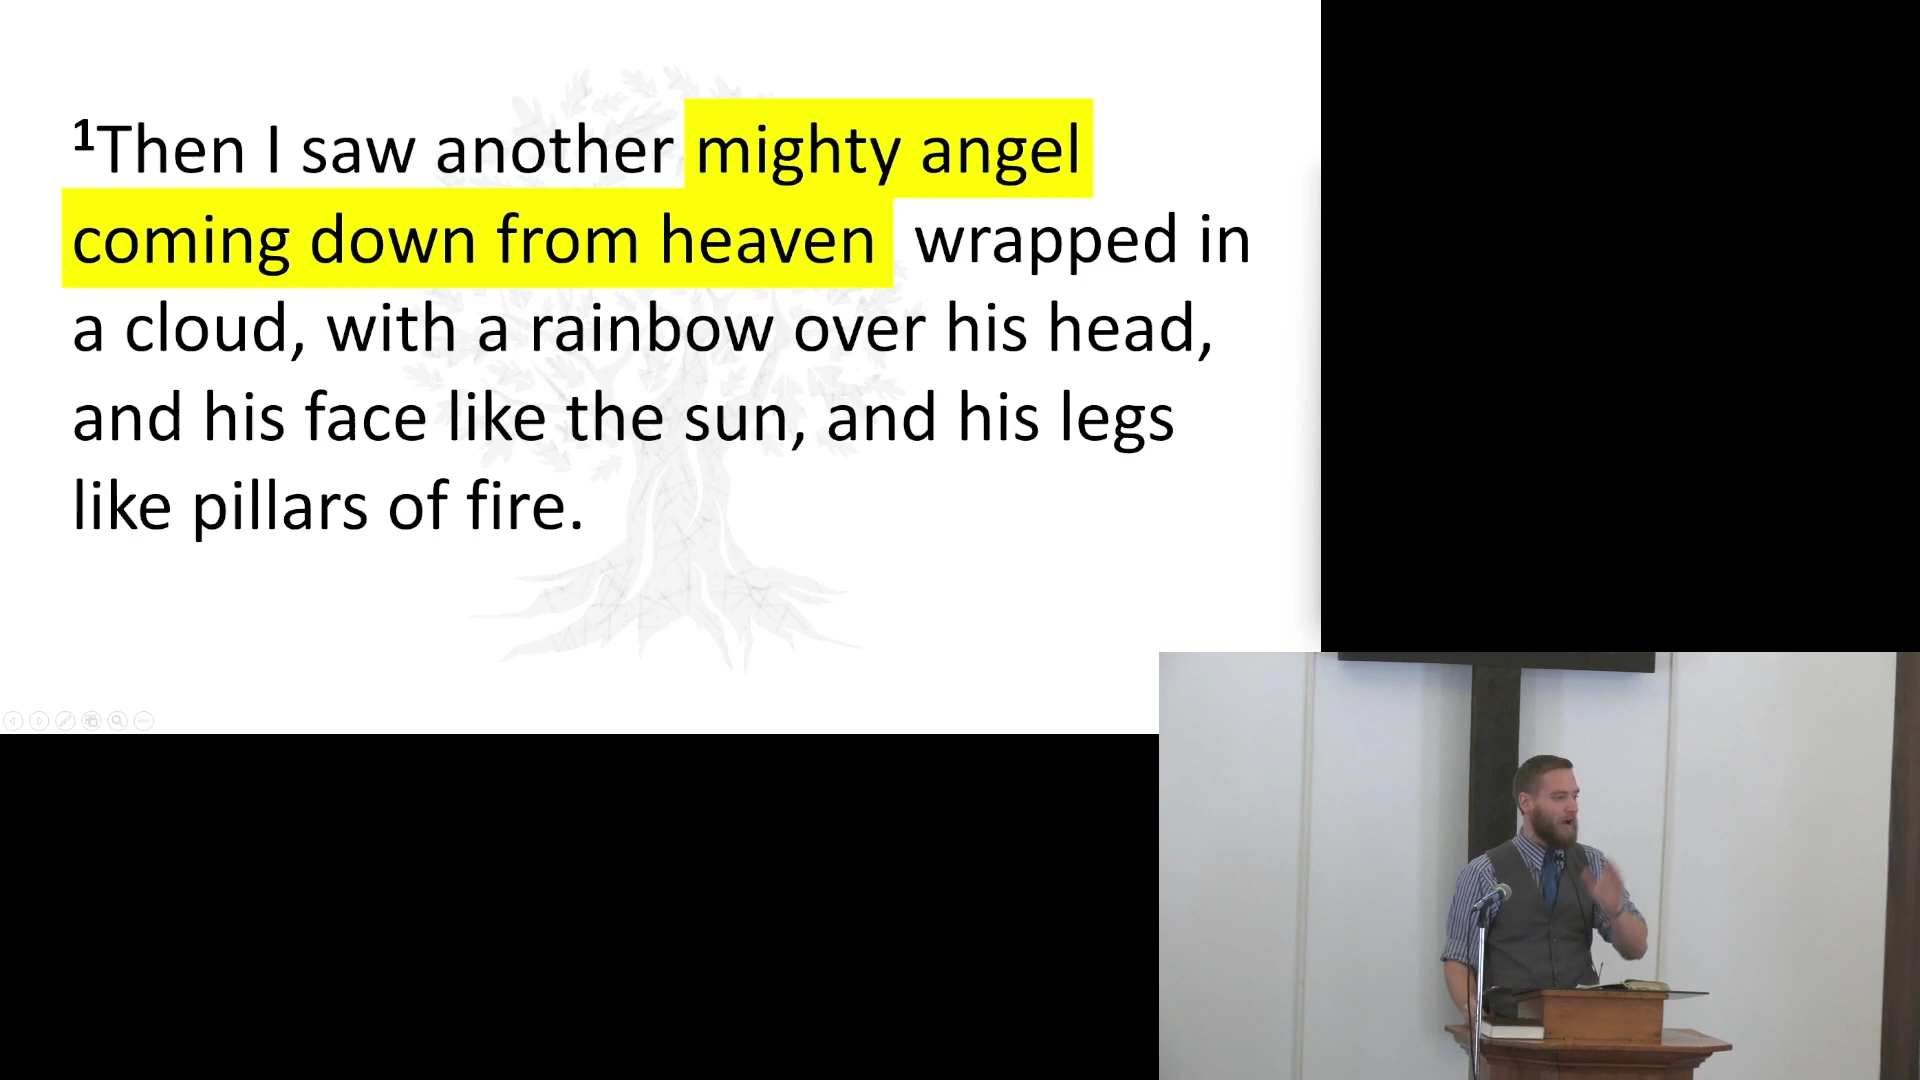 ¹Then I saw another mighty angel
coming down from heaven wrapped in
a cloud, with a rainbow over his head,
and his face like the sun, and his legs
like pillars of fire.